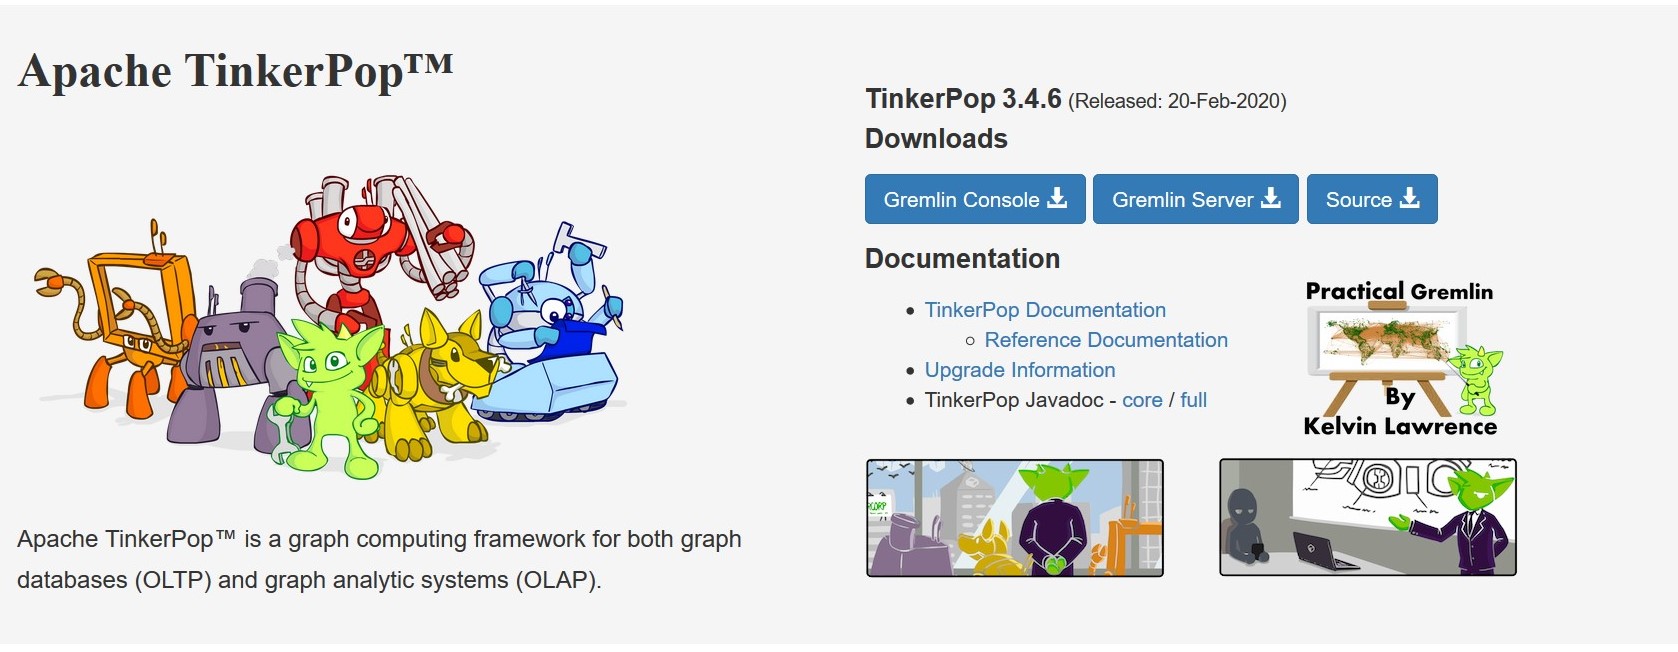 Apache TinkerPop™
Apache TinkerPop™ is a graph computing framework for both graph
databases (OLTP) and graph analytic systems (OLAP).
TinkerPop 3.4.6 (Released: 20-Feb-2020)
Downloads
Gremlin Console
Gremlin Server
Source
Documentation
TinkerPop Documentation
Reference Documentation
Upgrade Information
TinkerPop Javadoc - core / full
Practical Gremlin
By
Kelvin Lawrence
CORP